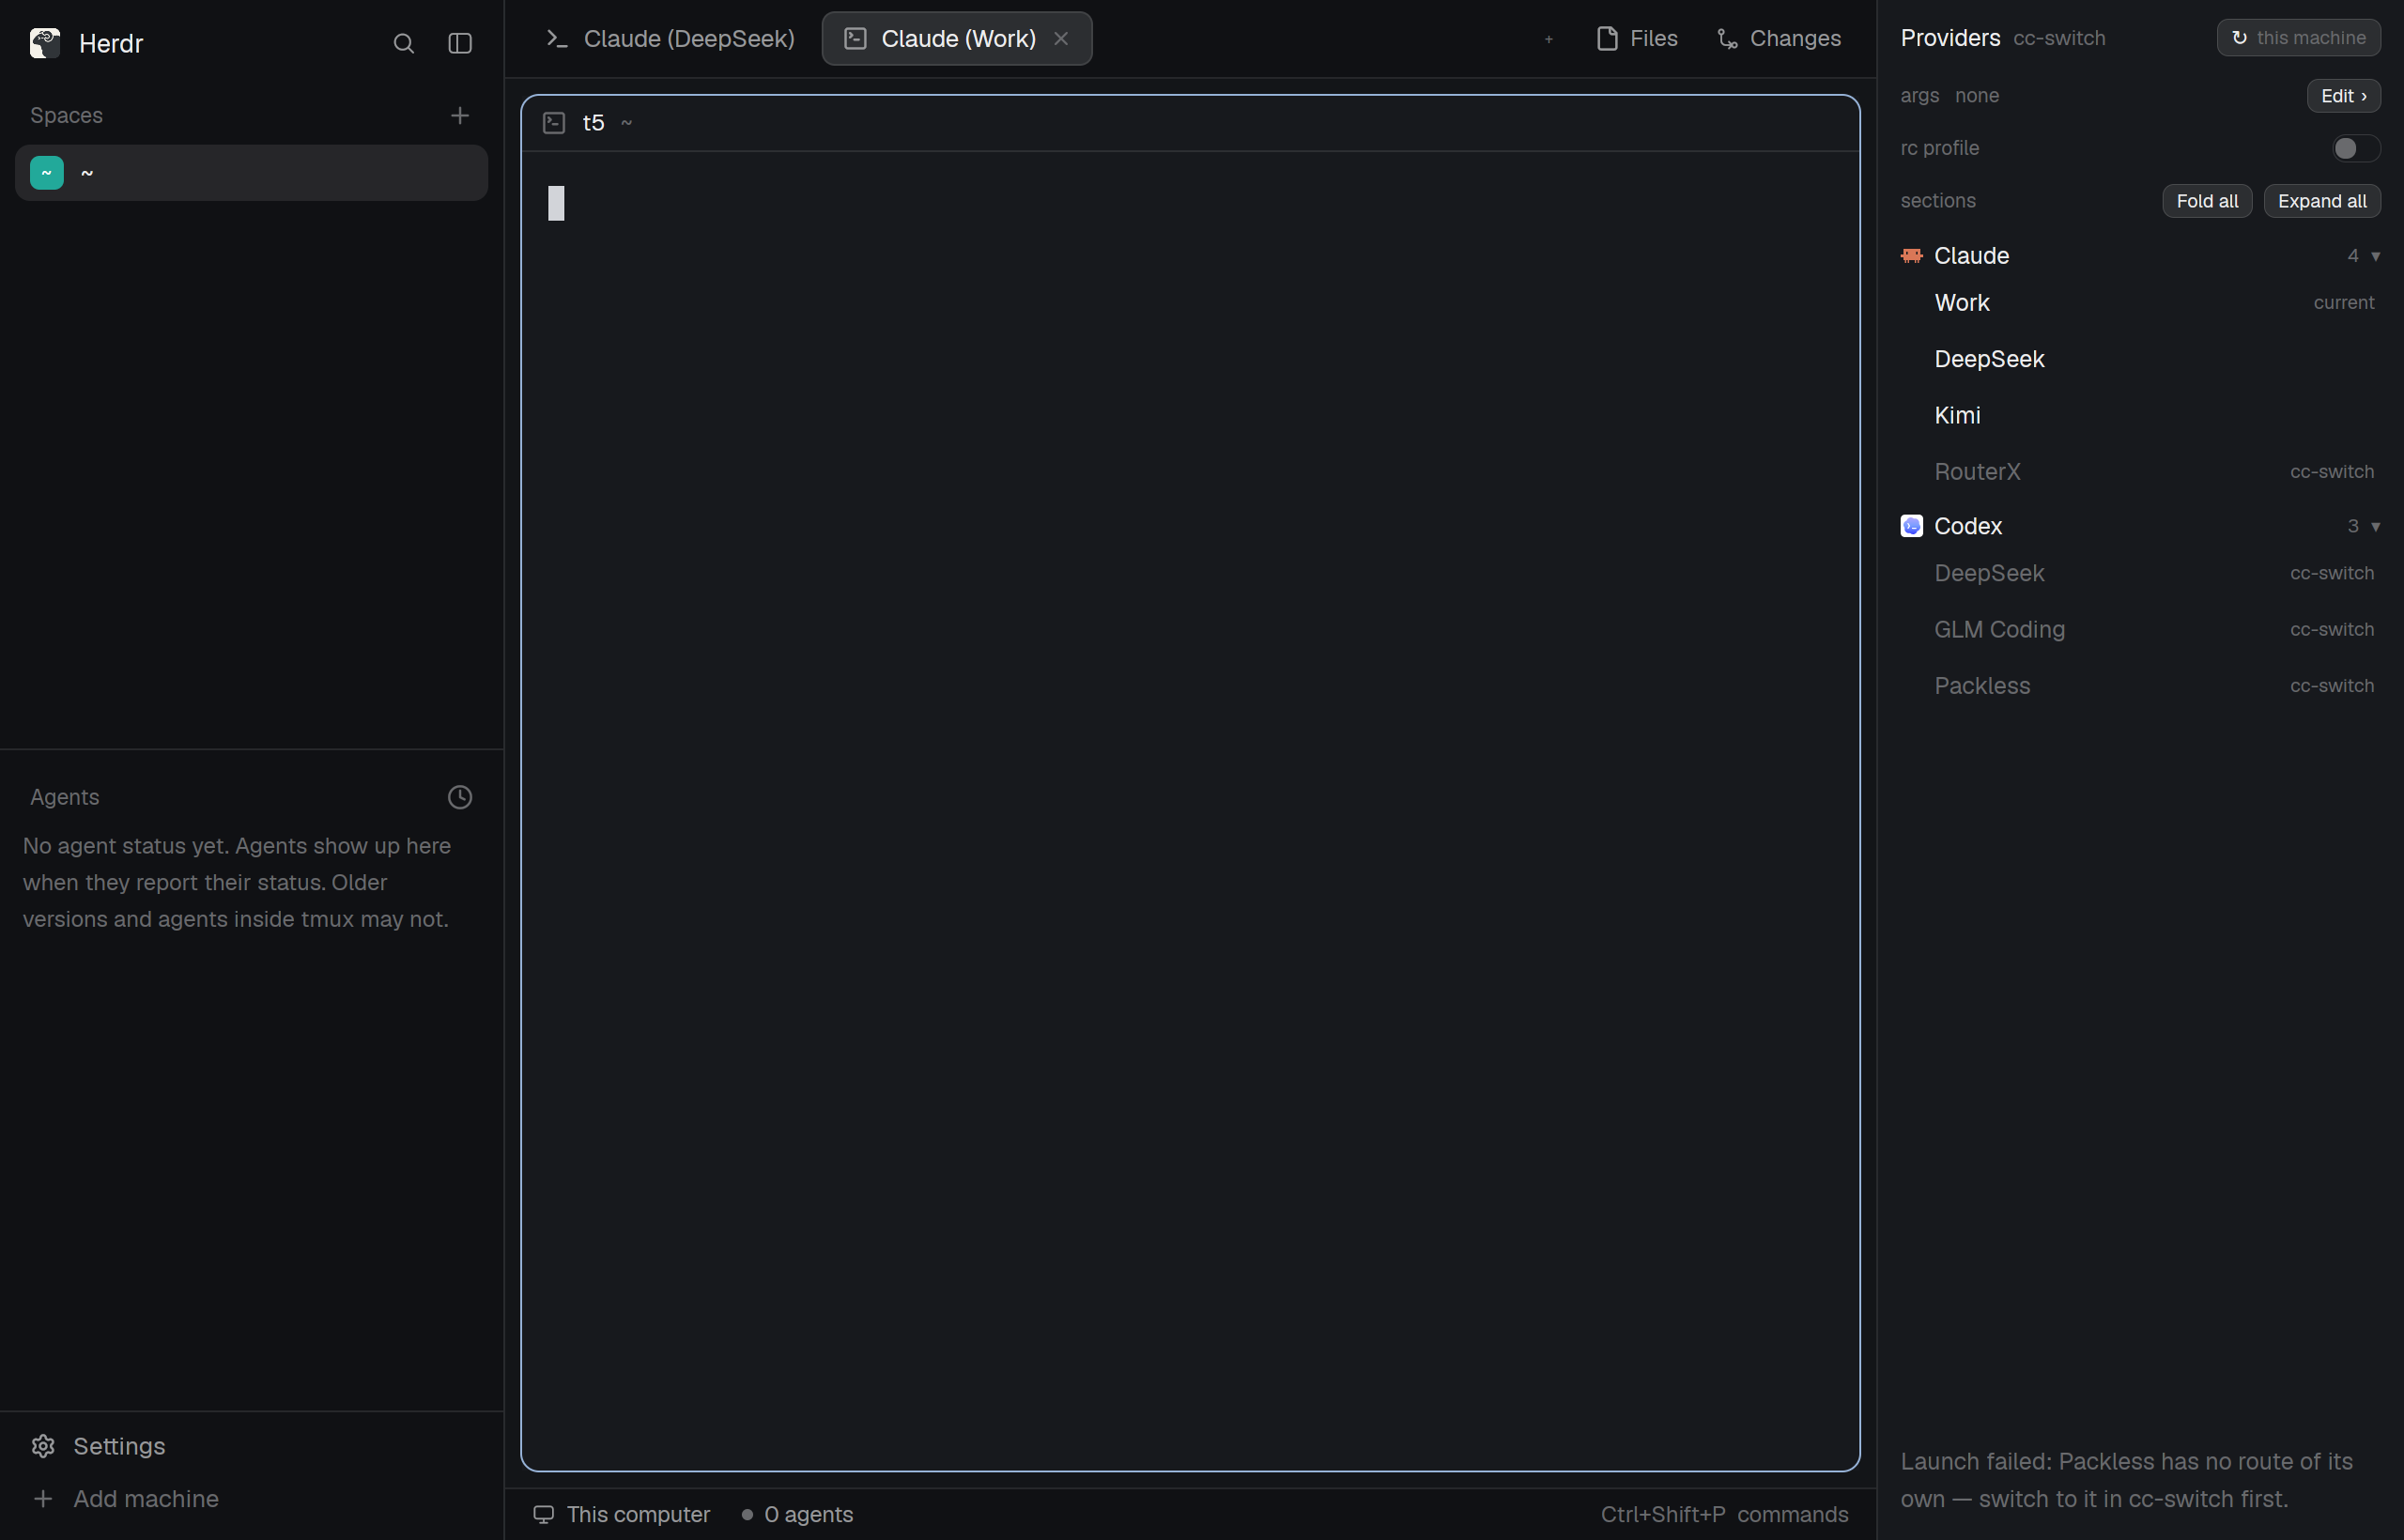 Herdr
Spaces
~ ~
Agents
No agent status yet. Agents show up here
when they report their status. Older
versions and agents inside tmux may not.
Settings
Add machine
Claude (DeepSeek)
Claude (Work)
+
Files
Changes
t5 ~
This computer
0 agents
Ctrl+Shift+P commands
Providers cc-switch
↻ this machine
args none
Edit ›
rc profile
sections
Fold all
Expand all
Claude 4 ▾
Work current
DeepSeek
Kimi
RouterX cc-switch
Codex 3 ▾
DeepSeek cc-switch
GLM Coding cc-switch
Packless cc-switch
Launch failed: Packless has no route of its
own — switch to it in cc-switch first.